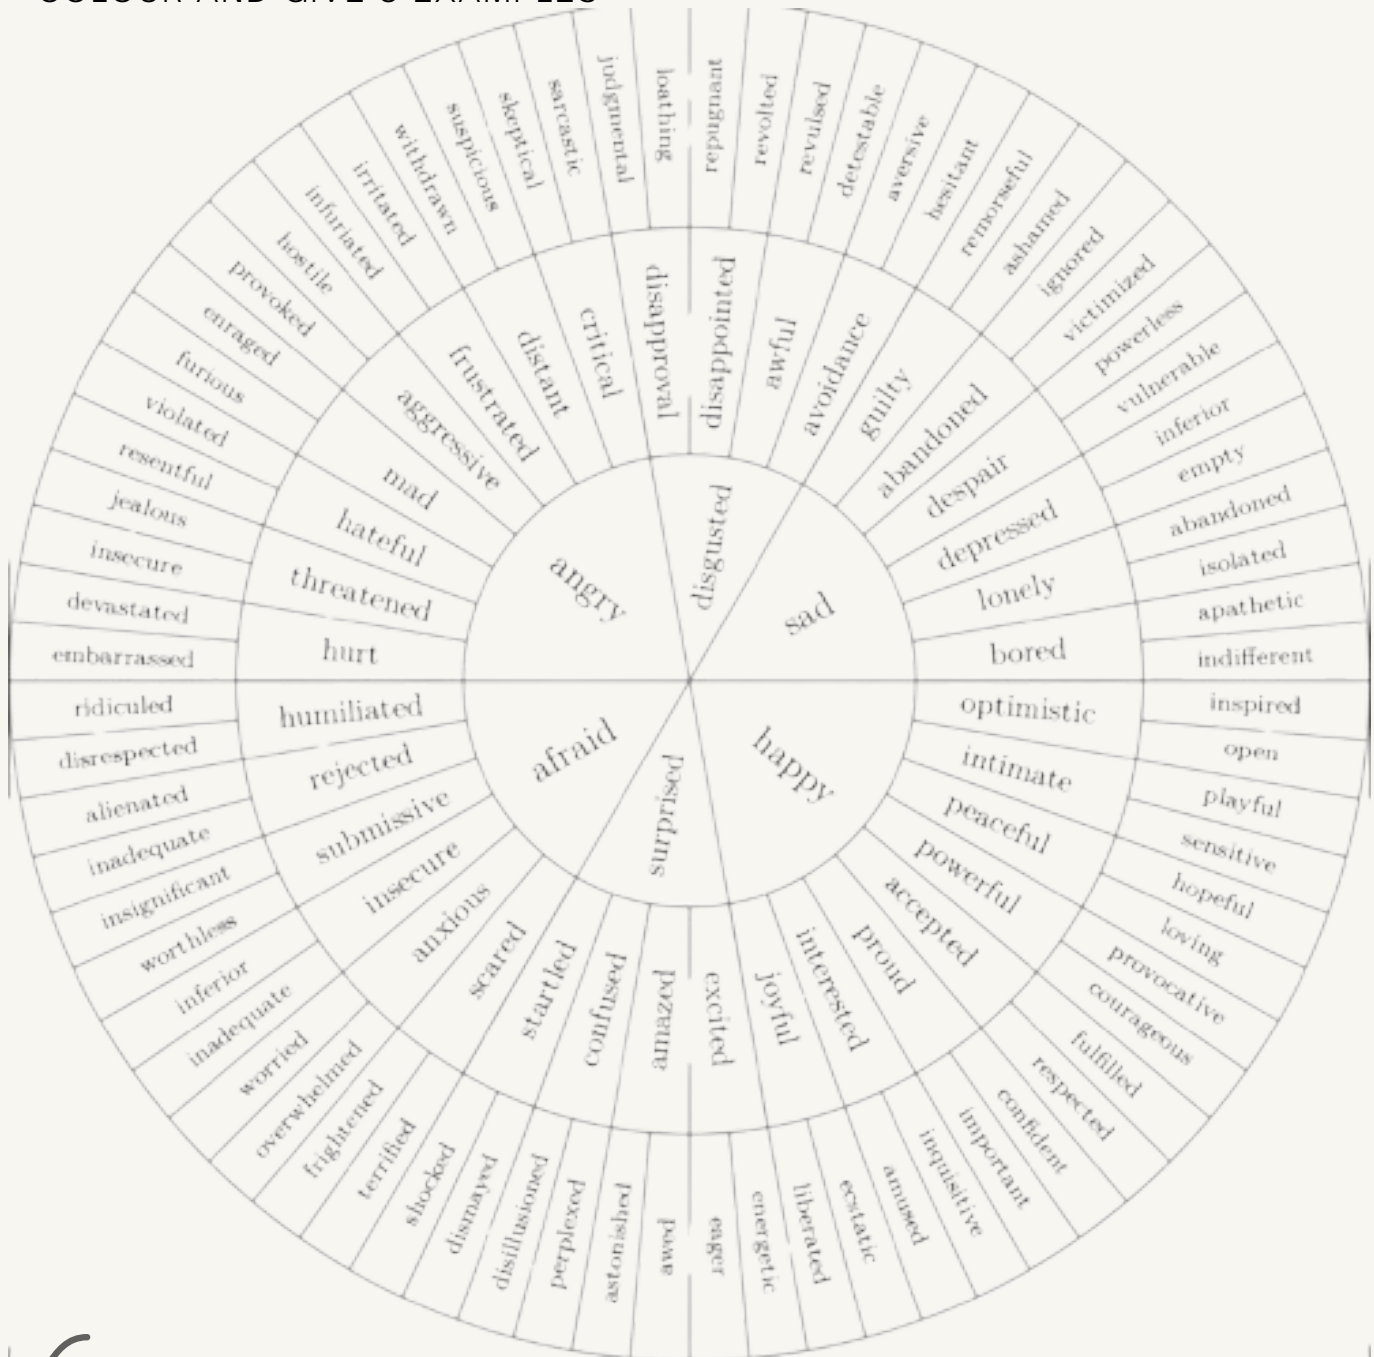 COLOUR AND GIVE 3 EXAMPLES
angry
disgusted
sad
happy
surprised
afraid
hurt
threatened
hateful
mad
aggressive
frustrated
distant
critical
disapproval
disappointed
awful
avoidance
guilty
abandoned
despair
depressed
lonely
bored
optimistic
intimate
peaceful
powerful
accepted
proud
interested
joyful
excited
amazed
confused
startled
scared
anxious
insecure
submissive
rejected
humiliated
embarrassed
devastated
insecure
jealous
resentful
violated
furious
enraged
provoked
hostile
infuriated
irritated
withdrawn
suspicious
skeptical
sarcastic
judgmental
loathing
repugnant
revolted
revulsed
detestable
aversive
hesitant
remorseful
ashamed
ignored
victimized
powerless
vulnerable
inferior
empty
abandoned
isolated
apathetic
indifferent
inspired
open
playful
sensitive
hopeful
loving
provocative
courageous
fulfilled
respected
confident
important
inquisitive
amused
ecstatic
liberated
energetic
eager
awed
astonished
perplexed
disillusioned
dismayed
shocked
terrified
frightened
overwhelmed
worried
inadequate
inferior
worthless
insignificant
inadequate
alienated
disrespected
ridiculed